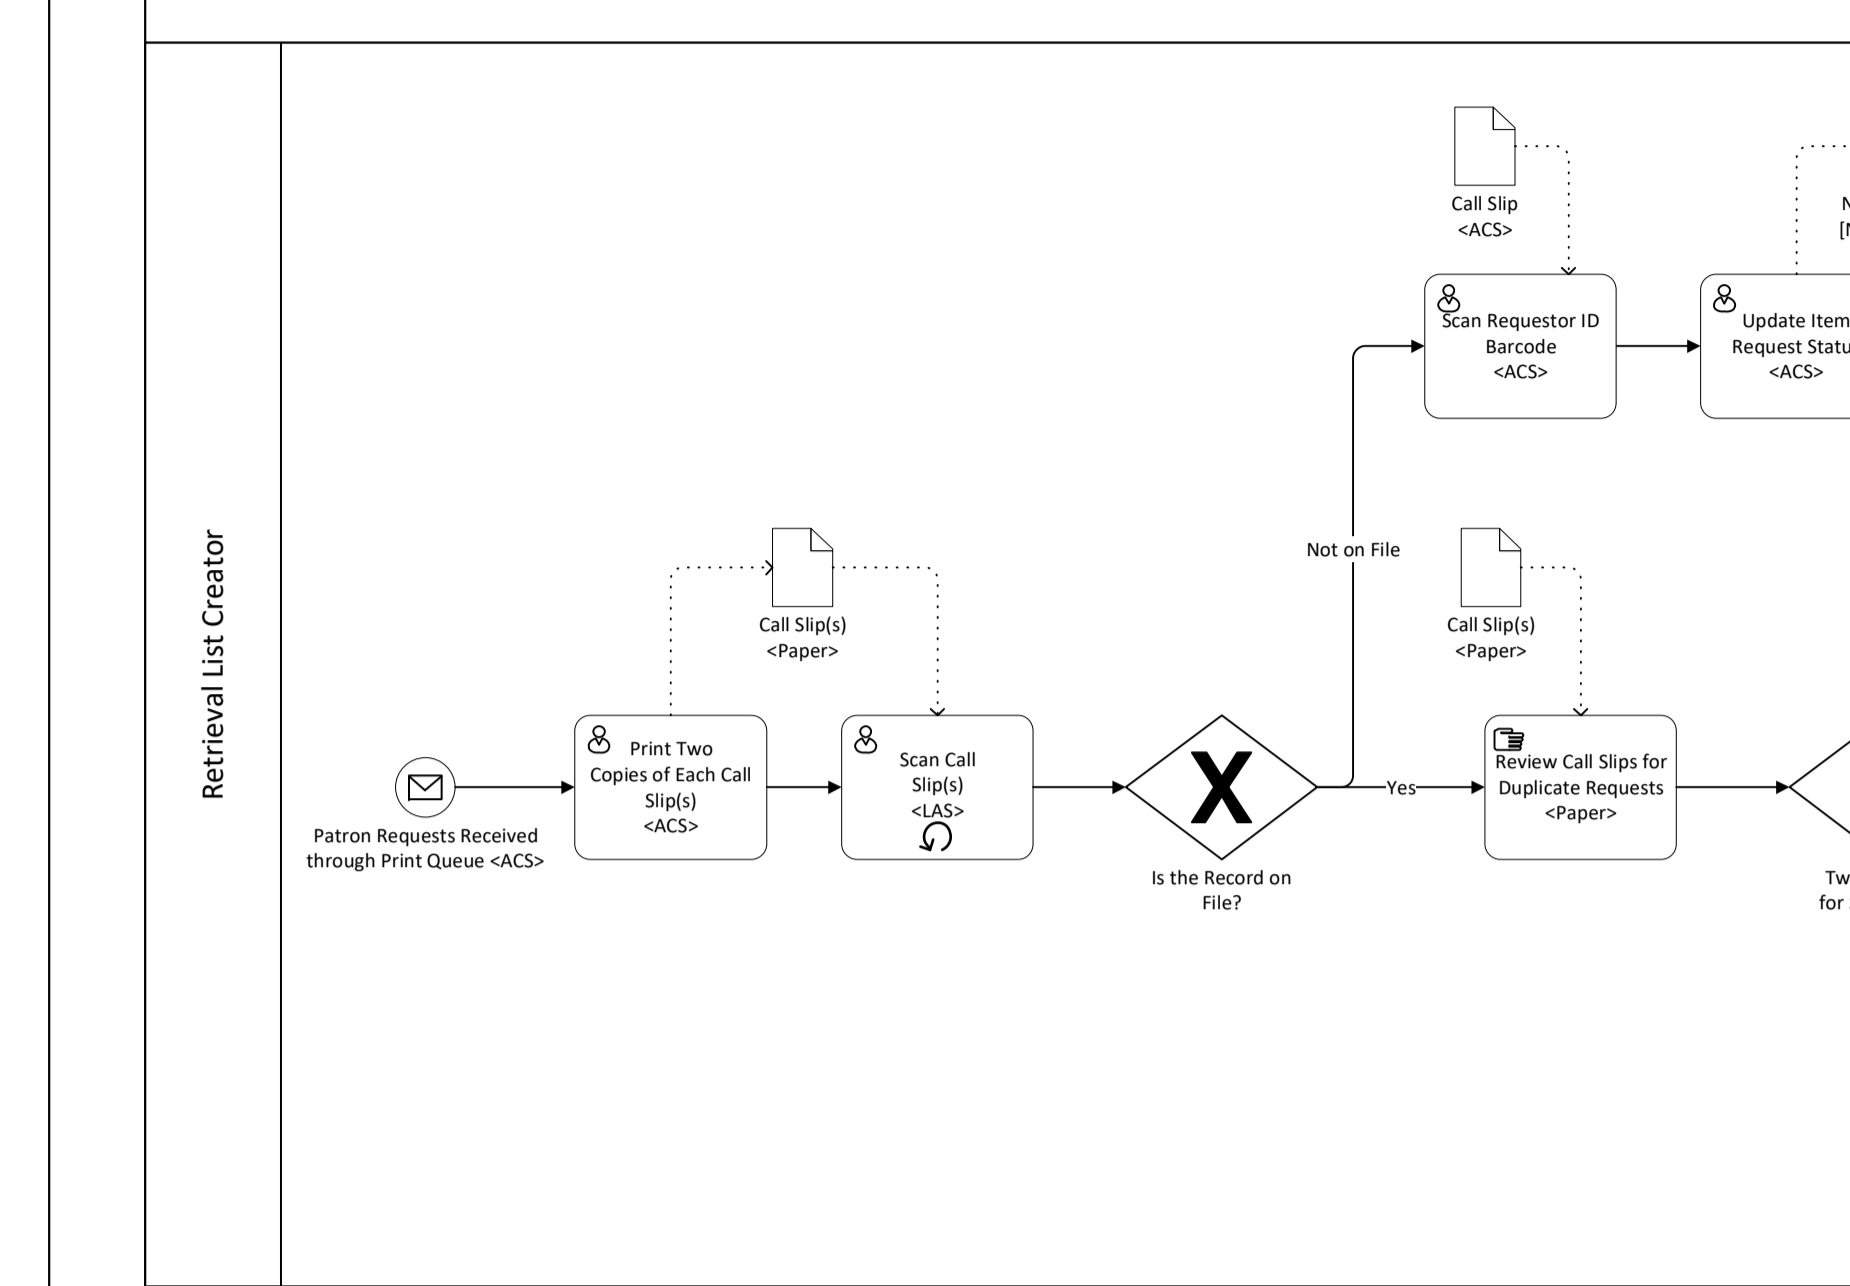 Retrieval List Creator
Patron Requests Received
through Print Queue <ACS>
Print Two
Copies of Each Call
Slip(s)
<ACS>
Call Slip(s)
<Paper>
Scan Call
Slip(s)
<LAS>
X
Is the Record on
File?
Not on File
Yes
Call Slip
<ACS>
Scan Requestor ID
Barcode
<ACS>
Update Item
Request Statu
<ACS>
Call Slip(s)
<Paper>
Review Call Slips for
Duplicate Requests
<Paper>
Tw
for